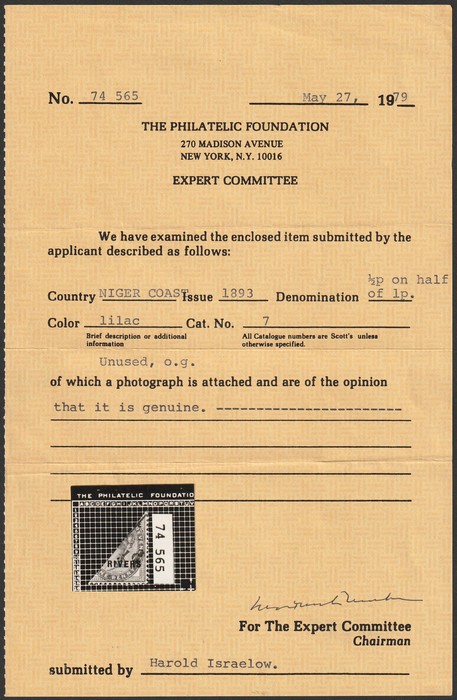 No. 74 565 May 27, 1979
THE PHILATELIC FOUNDATION
270 MADISON AVENUE
NEW YORK, N.Y. 10016
EXPERT COMMITTEE
We have examined the enclosed item submitted by the
applicant described as follows:
½p on half
Country NIGER COAST Issue 1893 Denomination of 1p.
Color lilac Cat. No. 7
Brief description or additional information
All Catalogue numbers are Scott's unless otherwise specified.
Unused, o.g.
of which a photograph is attached and are of the opinion
that it is genuine. ------------------------
THE PHILATELIC FOUNDATIO
RIVERS
74 565
For The Expert Committee
Chairman
submitted by Harold Israelow.